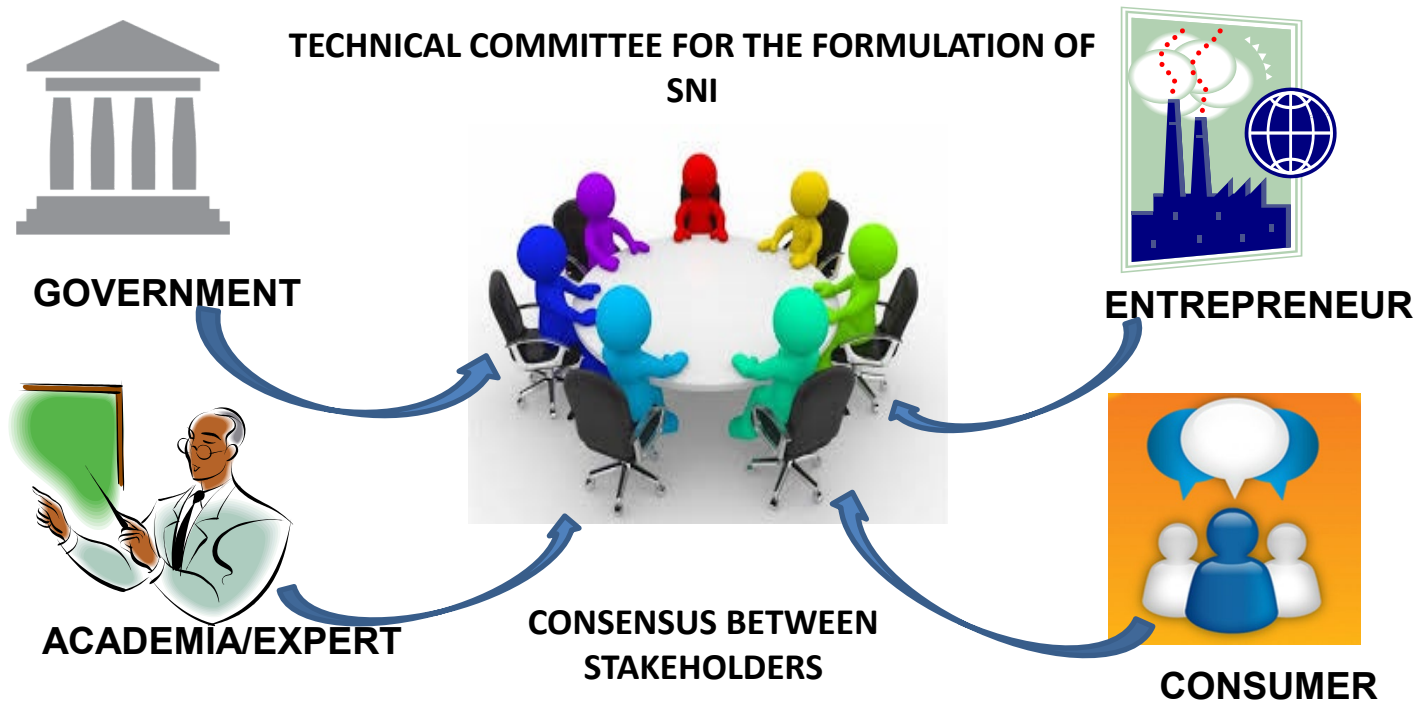 TECHNICAL COMMITTEE FOR THE FORMULATION OF
SNI
GOVERNMENT
ENTREPRENEUR
ACADEMIA/EXPERT
CONSENSUS BETWEEN
STAKEHOLDERS
CONSUMER